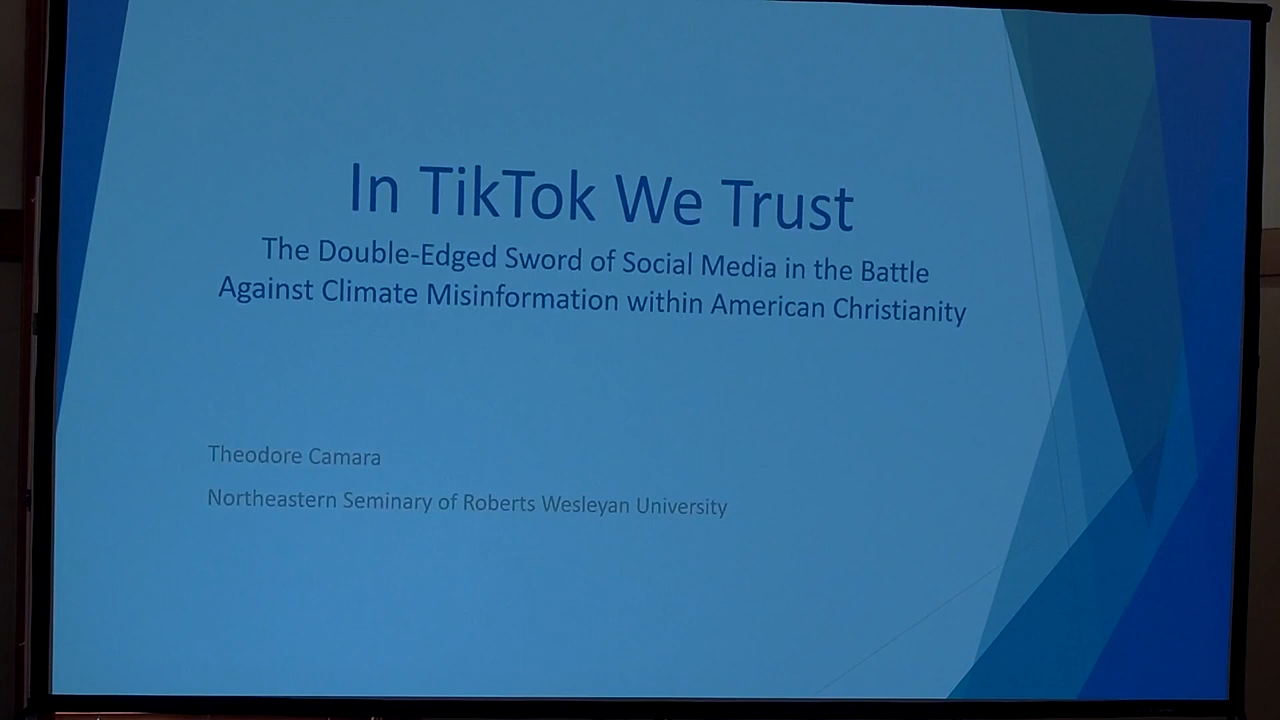 In TikTok We Trust
The Double-Edged Sword of Social Media in the Battle
Against Climate Misinformation within American Christianity
Theodore Camara
Northeastern Seminary of Roberts Wesleyan University